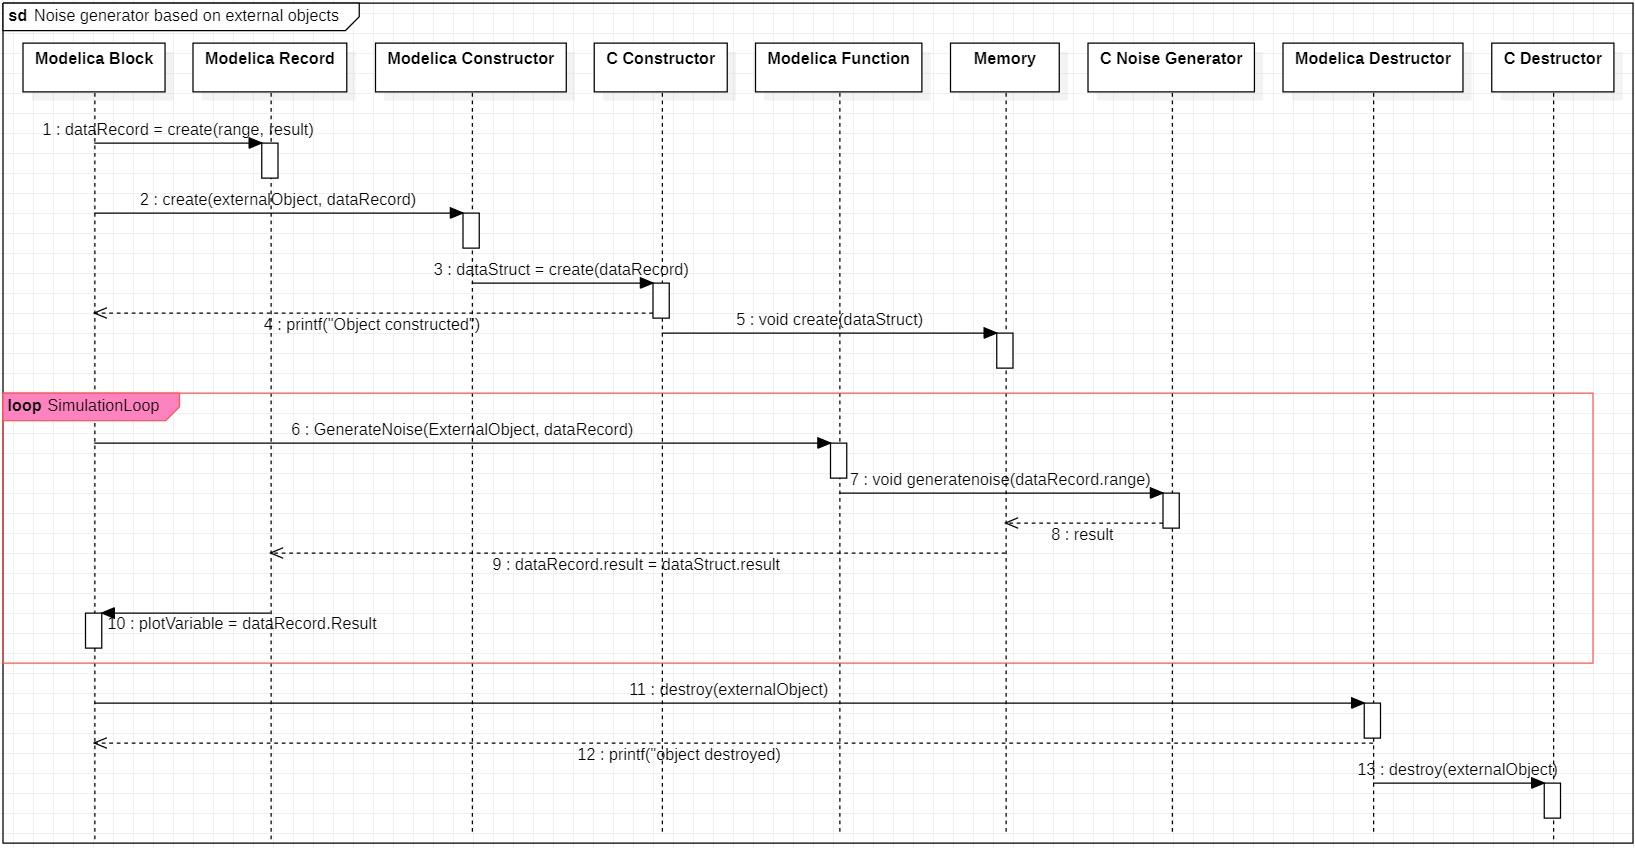 sd Noise generator based on external objects
Modelica Block
Modelica Record
Modelica Constructor
C Constructor
Modelica Function
Memory
C Noise Generator
Modelica Destructor
C Destructor
1 : dataRecord = create(range, result)
2 : create(externalObject, dataRecord)
3 : dataStruct = create(dataRecord)
4 : printf("Object constructed")
5 : void create(dataStruct)
loop SimulationLoop
6 : GenerateNoise(ExternalObject, dataRecord)
7 : void generatenoise(dataRecord.range)
8 : result
9 : dataRecord.result = dataStruct.result
10 : plotVariable = dataRecord.Result
11 : destroy(externalObject)
12 : printf("object destroyed)
13 : destroy(externalObject)